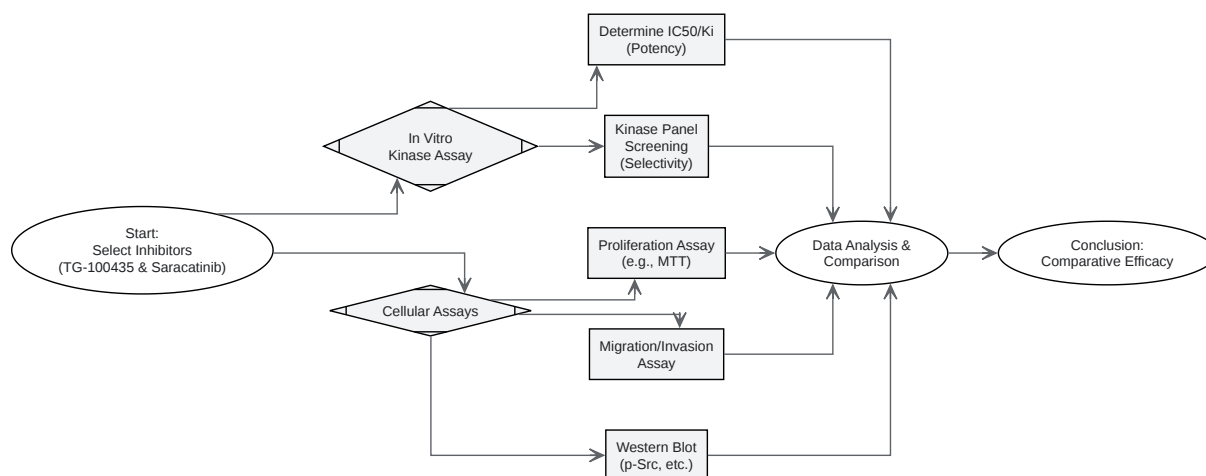 Start:
Select Inhibitors
(TG-100435 & Saracatinib)
In Vitro
Kinase Assay
Cellular Assays
Determine IC50/Ki
(Potency)
Kinase Panel
Screening
(Selectivity)
Proliferation Assay
(e.g., MTT)
Migration/Invasion
Assay
Western Blot
(p-Src, etc.)
Data Analysis &
Comparison
Conclusion:
Comparative Efficacy